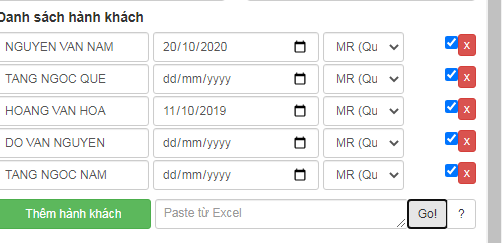 Danh sách hành khách
NGUYEN VAN NAM 20/10/2020 MR (Qu x
TANG NGOC QUE dd/mm/yyyy MR (Qu x
HOANG VAN HOA 11/10/2019 MR (Qu x
DO VAN NGUYEN dd/mm/yyyy MR (Qu x
TANG NGOC NAM dd/mm/yyyy MR (Qu x
Thêm hành khách Paste từ Excel Go! ?